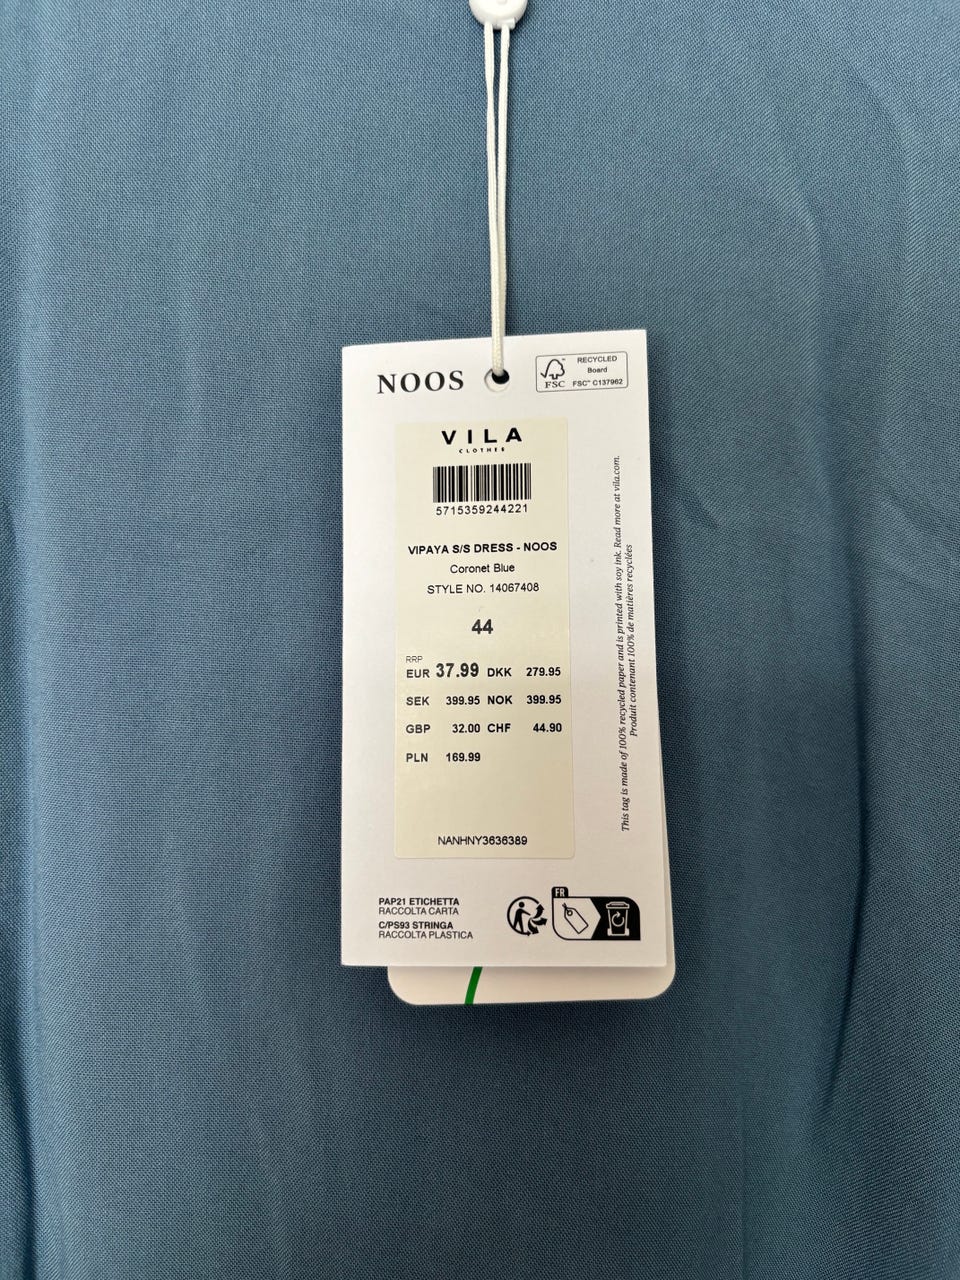 NOOS
FSC™
RECYCLED
Board
FSC® C137962
VILA
CLOTHES
5715359244221
VIPAYA S/S DRESS - NOOS
Coronet Blue
STYLE NO. 14067408
44
RRP
EUR 37.99 DKK 279.95
SEK 399.95 NOK 399.95
GBP 32.00 CHF 44.90
PLN 169.99
NANHNY3636389
This tag is made of 100% recycled paper and is printed with soy ink. Read more at vila.com.
Produit contenant 100% de matières recyclées
PAP21 ETICHETTA
RACCOLTA CARTA
C/PS93 STRINGA
RACCOLTA PLASTICA
FR